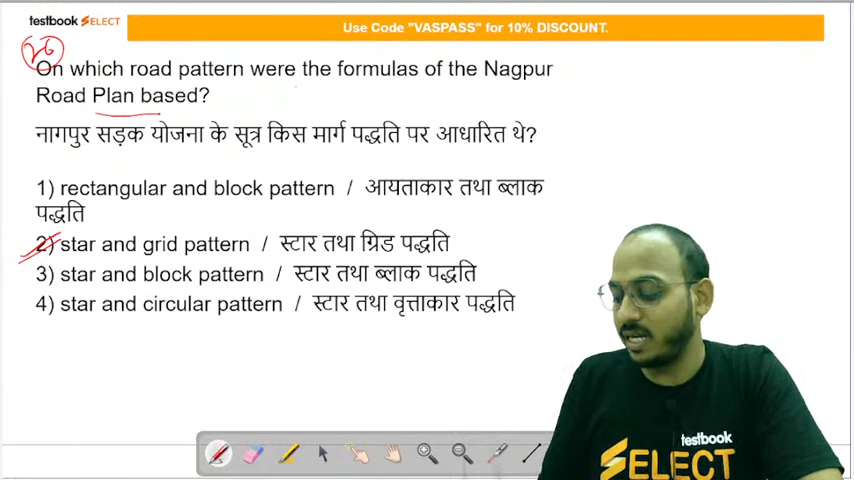 testbook SELECT
Use Code "VASPASS" for 10% DISCOUNT.
On which road pattern were the formulas of the Nagpur
Road Plan based?
नागपुर सड़क योजना के सूत्र किस मार्ग पद्धति पर आधारित थे?
1) rectangular and block pattern / आयताकार तथा ब्लाक
पद्धति
2) star and grid pattern / स्टार तथा ग्रिड पद्धति
3) star and block pattern / स्टार तथा ब्लाक पद्धति
4) star and circular pattern / स्टार तथा वृत्ताकार पद्धति
testbook
SELECT